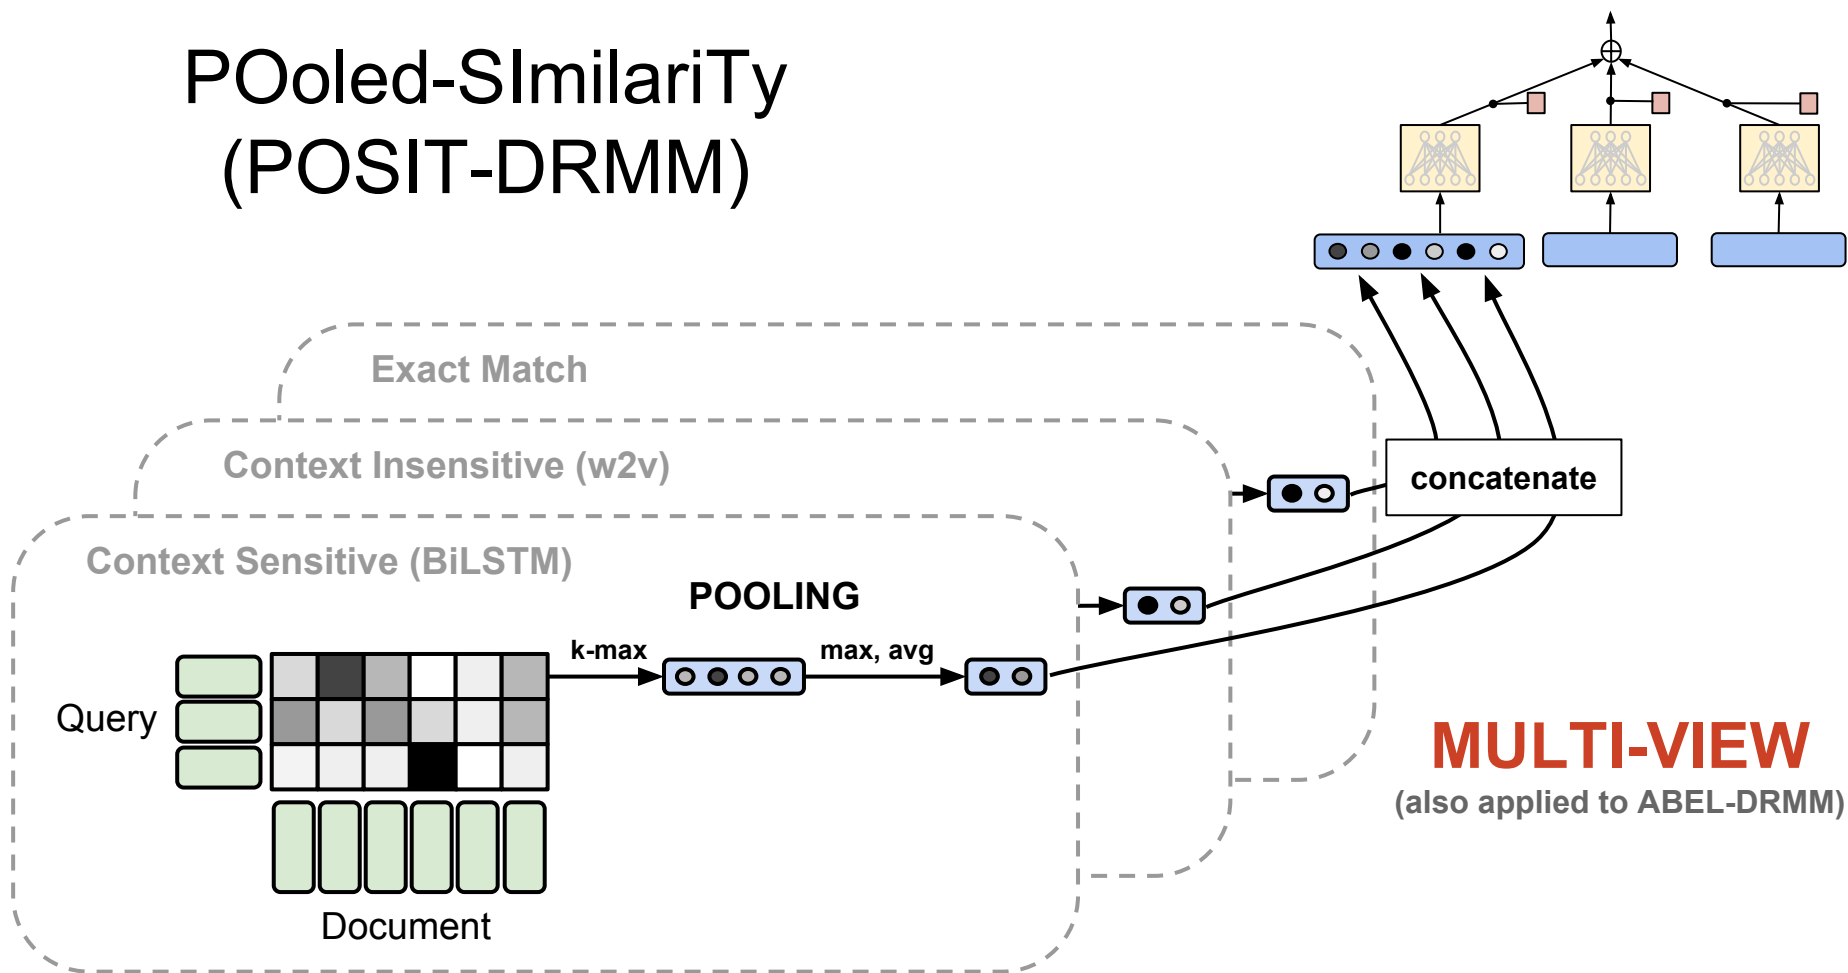 POoled-SImilariTy
(POSIT-DRMM)
Exact Match
Context Insensitive (w2v)
concatenate
Context Sensitive (BiLSTM)
POOLING
k-max
max, avg
Query
MULTI-VIEW
(also applied to ABEL-DRMM)
Document